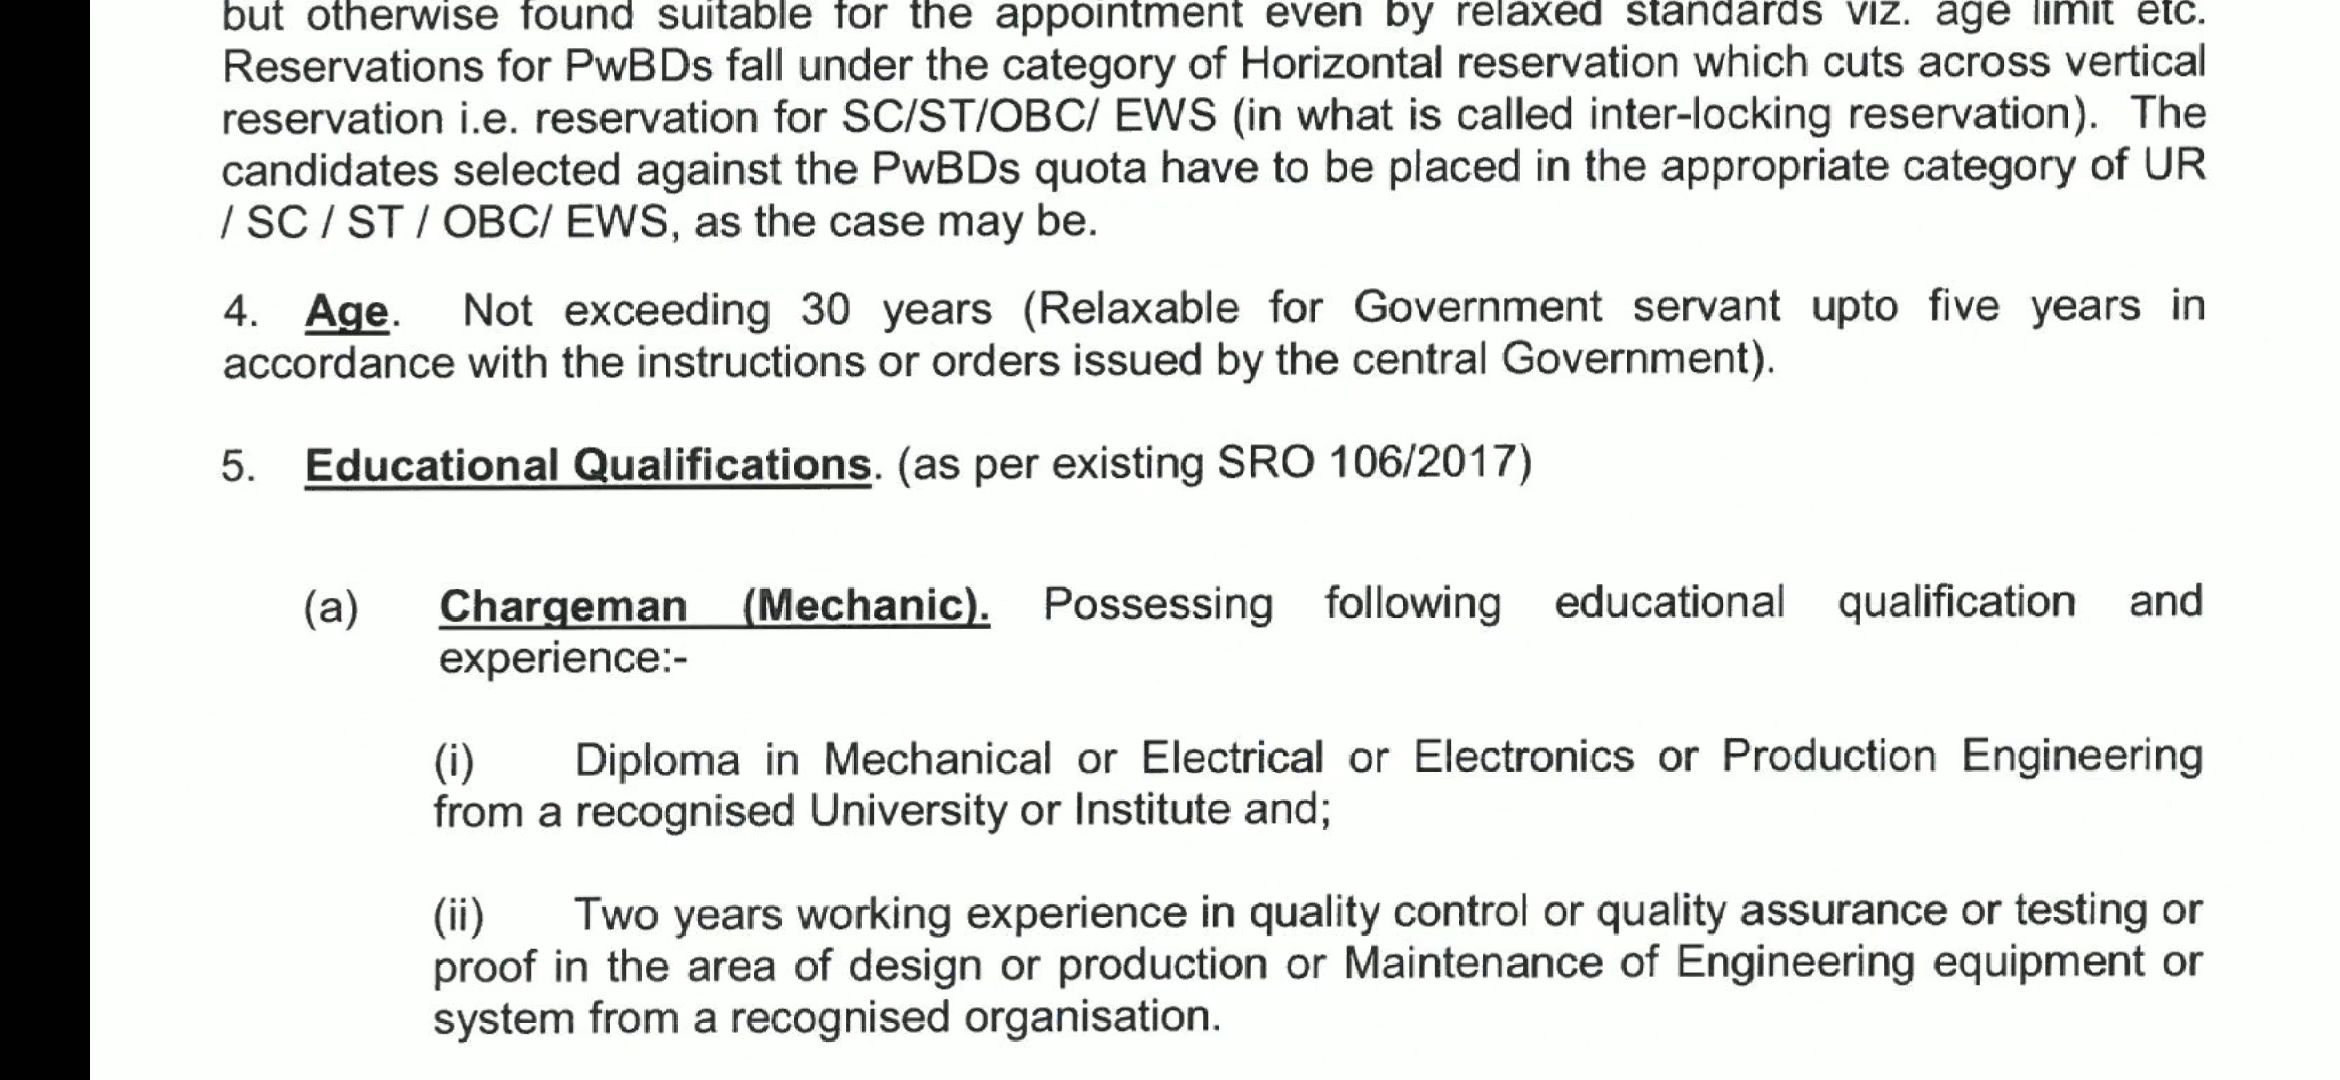 but otherwise found suitable for the appointment even by relaxed standards viz. age limit etc.
Reservations for PwBDs fall under the category of Horizontal reservation which cuts across vertical
reservation i.e. reservation for SC/ST/OBC/ EWS (in what is called inter-locking reservation). The
candidates selected against the PwBDs quota have to be placed in the appropriate category of UR
/ SC / ST / OBC/ EWS, as the case may be.
4. Age. Not exceeding 30 years (Relaxable for Government servant upto five years in
accordance with the instructions or orders issued by the central Government).
5. Educational Qualifications. (as per existing SRO 106/2017)
(a) Chargeman (Mechanic). Possessing following educational qualification and
experience:-
(i) Diploma in Mechanical or Electrical or Electronics or Production Engineering
from a recognised University or Institute and;
(ii) Two years working experience in quality control or quality assurance or testing or
proof in the area of design or production or Maintenance of Engineering equipment or
system from a recognised organisation.